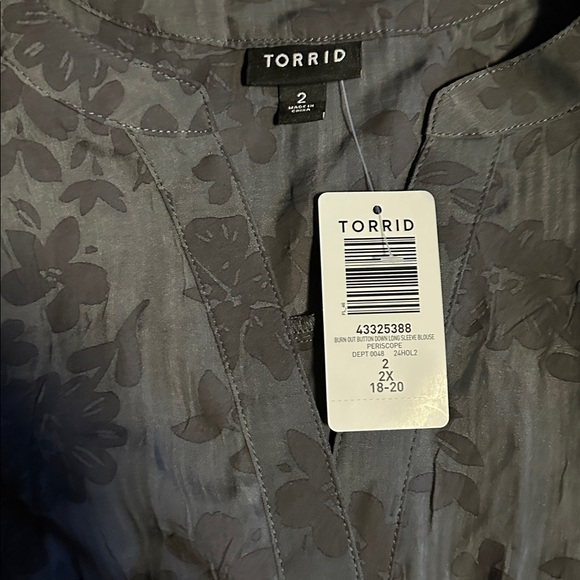 TORRID
2
MADE IN
CHINA
TORRID
PL_46
43325388
BURN OUT BUTTON DOWN LONG SLEEVE BLOUSE
PERISCOPE
DEPT 0048 24HOL2
2
2X
18-20